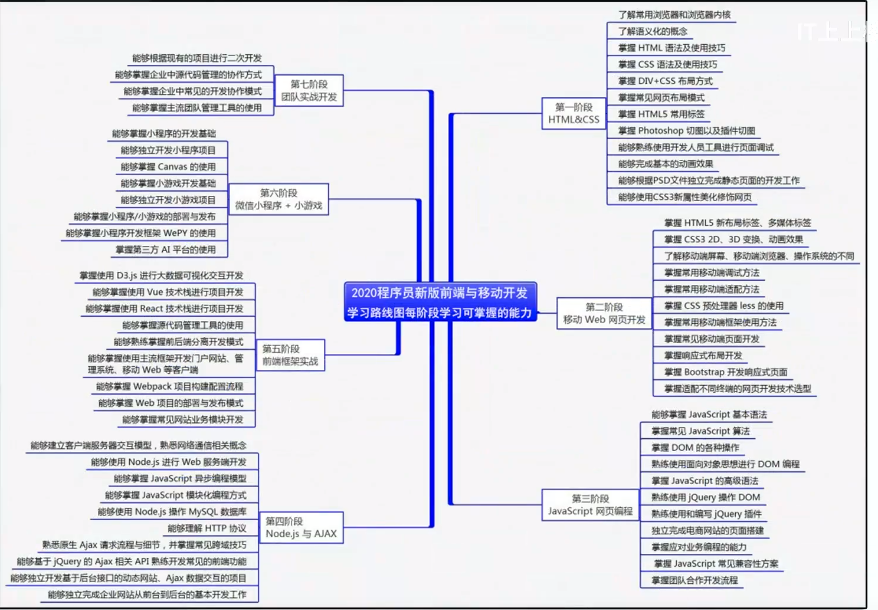 IT上上
2020程序员新版前端与移动开发
学习路线图每阶段学习可掌握的能力
第一阶段
HTML&CSS
了解常用浏览器和浏览器内核
了解语义化的概念
掌握 HTML 语法及使用技巧
掌握 CSS 语法及使用技巧
掌握 DIV+CSS 布局方式
掌握常见网页布局模式
掌握 HTML5 常用标签
掌握 Photoshop 切图以及插件切图
能够熟练使用开发人员工具进行页面调试
能够完成基本的动画效果
能够根据PSD文件独立完成静态页面的开发工作
能够使用CSS3新属性美化修饰网页
第二阶段
移动 Web 网页开发
掌握 HTML5 新布局标签、多媒体标签
掌握 CSS3 2D、3D 变换、动画效果
了解移动端屏幕、移动端浏览器、操作系统的不同
掌握常用移动端调试方法
掌握常用移动端适配方法
掌握 CSS 预处理器 less 的使用
掌握常用移动端框架使用方法
掌握常见移动端页面开发
掌握响应式布局开发
掌握 Bootstrap 开发响应式页面
掌握适配不同终端的网页开发技术选型
第三阶段
JavaScript 网页编程
能够掌握 JavaScript 基本语法
掌握常见 JavaScript 算法
掌握 DOM 的各种操作
熟练使用面向对象思想进行 DOM 编程
掌握 JavaScript 的高级语法
熟练使用 jQuery 操作 DOM
熟练使用和编写 jQuery 插件
独立完成电商网站的页面搭建
掌握应对业务编程的能力
掌握 JavaScript 常见兼容性方案
掌握团队合作开发流程
第四阶段
Node.js 与 AJAX
能够建立客户端服务器交互模型，熟悉网络通信相关概念
能够使用 Node.js 进行 Web 服务端开发
能够掌握 JavaScript 异步编程模型
能够掌握 JavaScript 模块化编程方式
能够使用 Node.js 操作 MySQL 数据库
能够理解 HTTP 协议
熟悉原生 Ajax 请求流程与细节，并掌握常见跨域技巧
能够基于 jQuery 的 Ajax 相关 API 熟练开发常见的前端功能
能够独立开发基于后台接口的动态网站、Ajax 数据交互的项目
能够独立完成企业网站从前台到后台的基本开发工作
第五阶段
前端框架实战
掌握使用 D3.js 进行大数据可视化交互开发
能够掌握使用 Vue 技术栈进行项目开发
能够掌握使用 React 技术栈进行项目开发
能够掌握源代码管理工具的使用
能够熟练掌握前后端分离开发模式
能够掌握使用主流框架开发门户网站、管
理系统、移动 Web 等客户端
能够掌握 Webpack 项目构建配置流程
能够掌握 Web 项目的部署与发布模式
能够掌握常见网站业务模块开发
第六阶段
微信小程序 + 小游戏
能够掌握小程序的开发基础
能够独立开发小程序项目
能够掌握 Canvas 的使用
能够掌握小游戏开发基础
能够独立开发小游戏项目
能够掌握小程序/小游戏的部署与发布
能够掌握小程序开发框架 WePY 的使用
掌握第三方 AI 平台的使用
第七阶段
团队实战开发
能够根据现有的项目进行二次开发
能够掌握企业中源代码管理的协作方式
能够掌握企业中常见的开发协作模式
能够掌握主流团队管理工具的使用